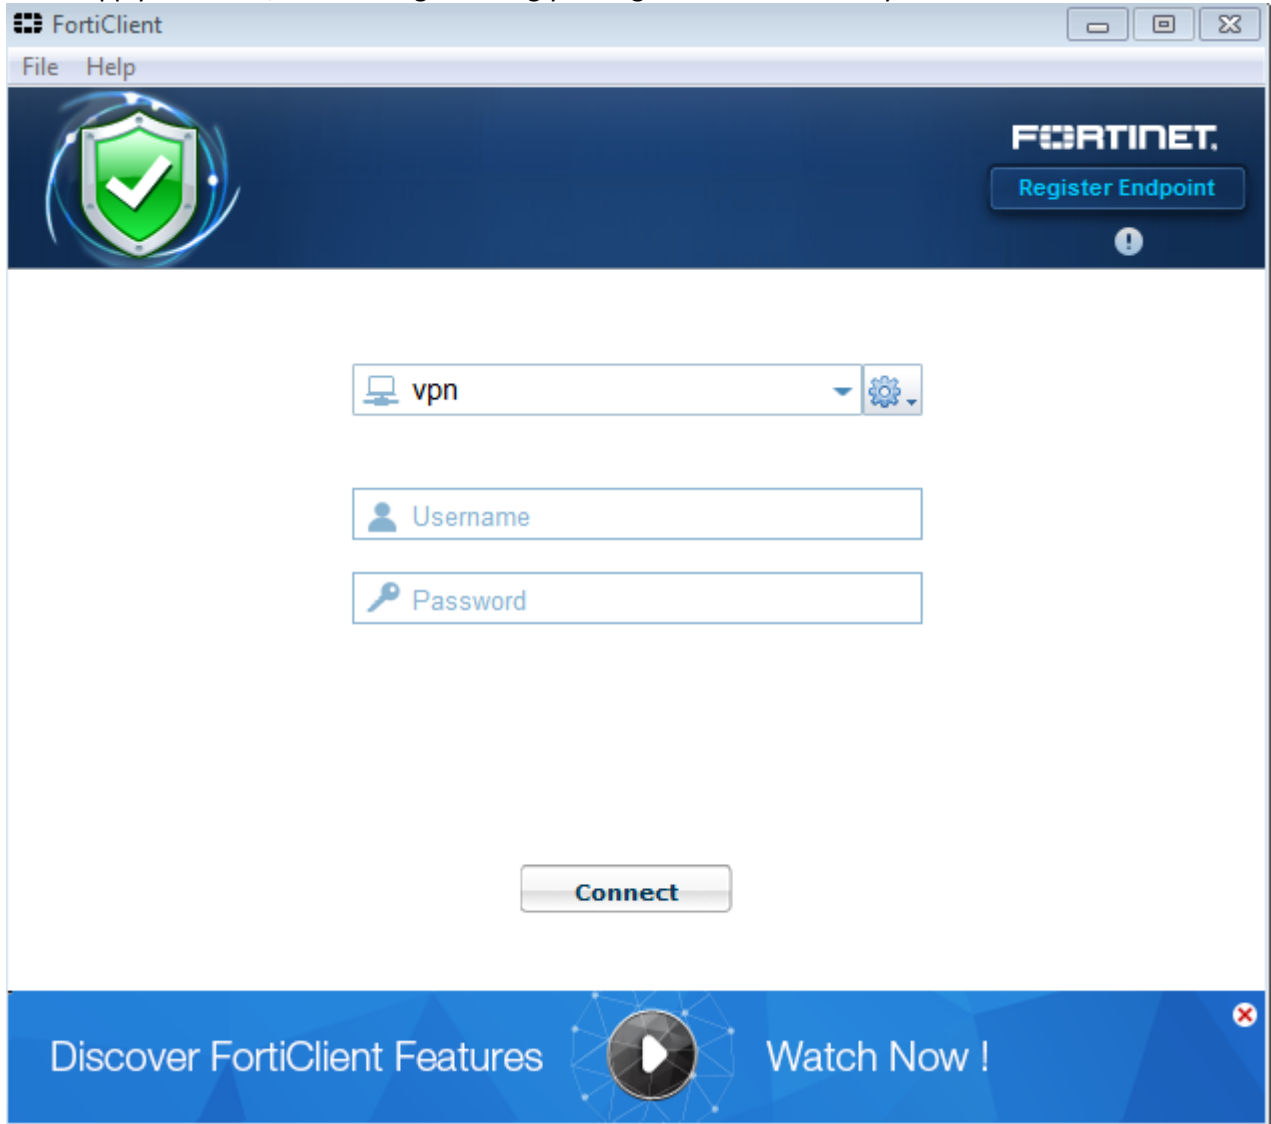 FortiClient
File Help
FORTINET
Register Endpoint
vpn
Username
Password
Connect
Discover FortiClient Features Watch Now !